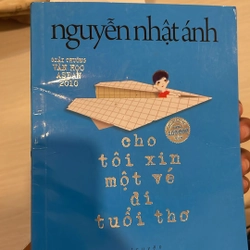 nguyễn nhật ánh
GIẢI THƯỞNG
VĂN HỌC
ASEAN
2010
cho
tôi xin
một vé
đi
tuổi thơ